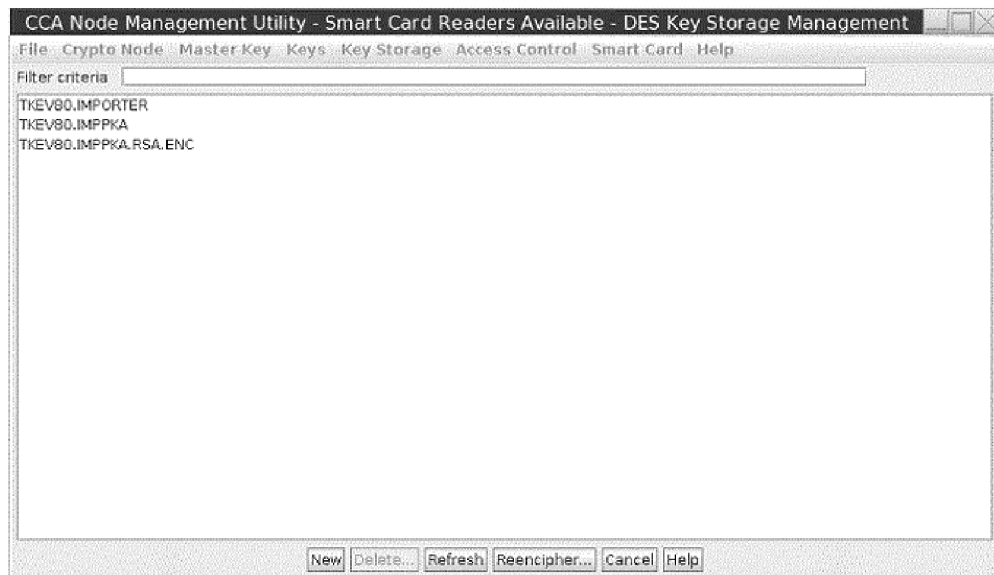 CCA Node Management Utility - Smart Card Readers Available - DES Key Storage Management
File Crypto Node Master Key Keys Key Storage Access Control Smart Card Help
Filter criteria
TKEV80.IMPORTER
TKEV80.IMPPKA
TKEV80.IMPPKA.RSA.ENC
New Delete... Refresh Reencipher... Cancel Help